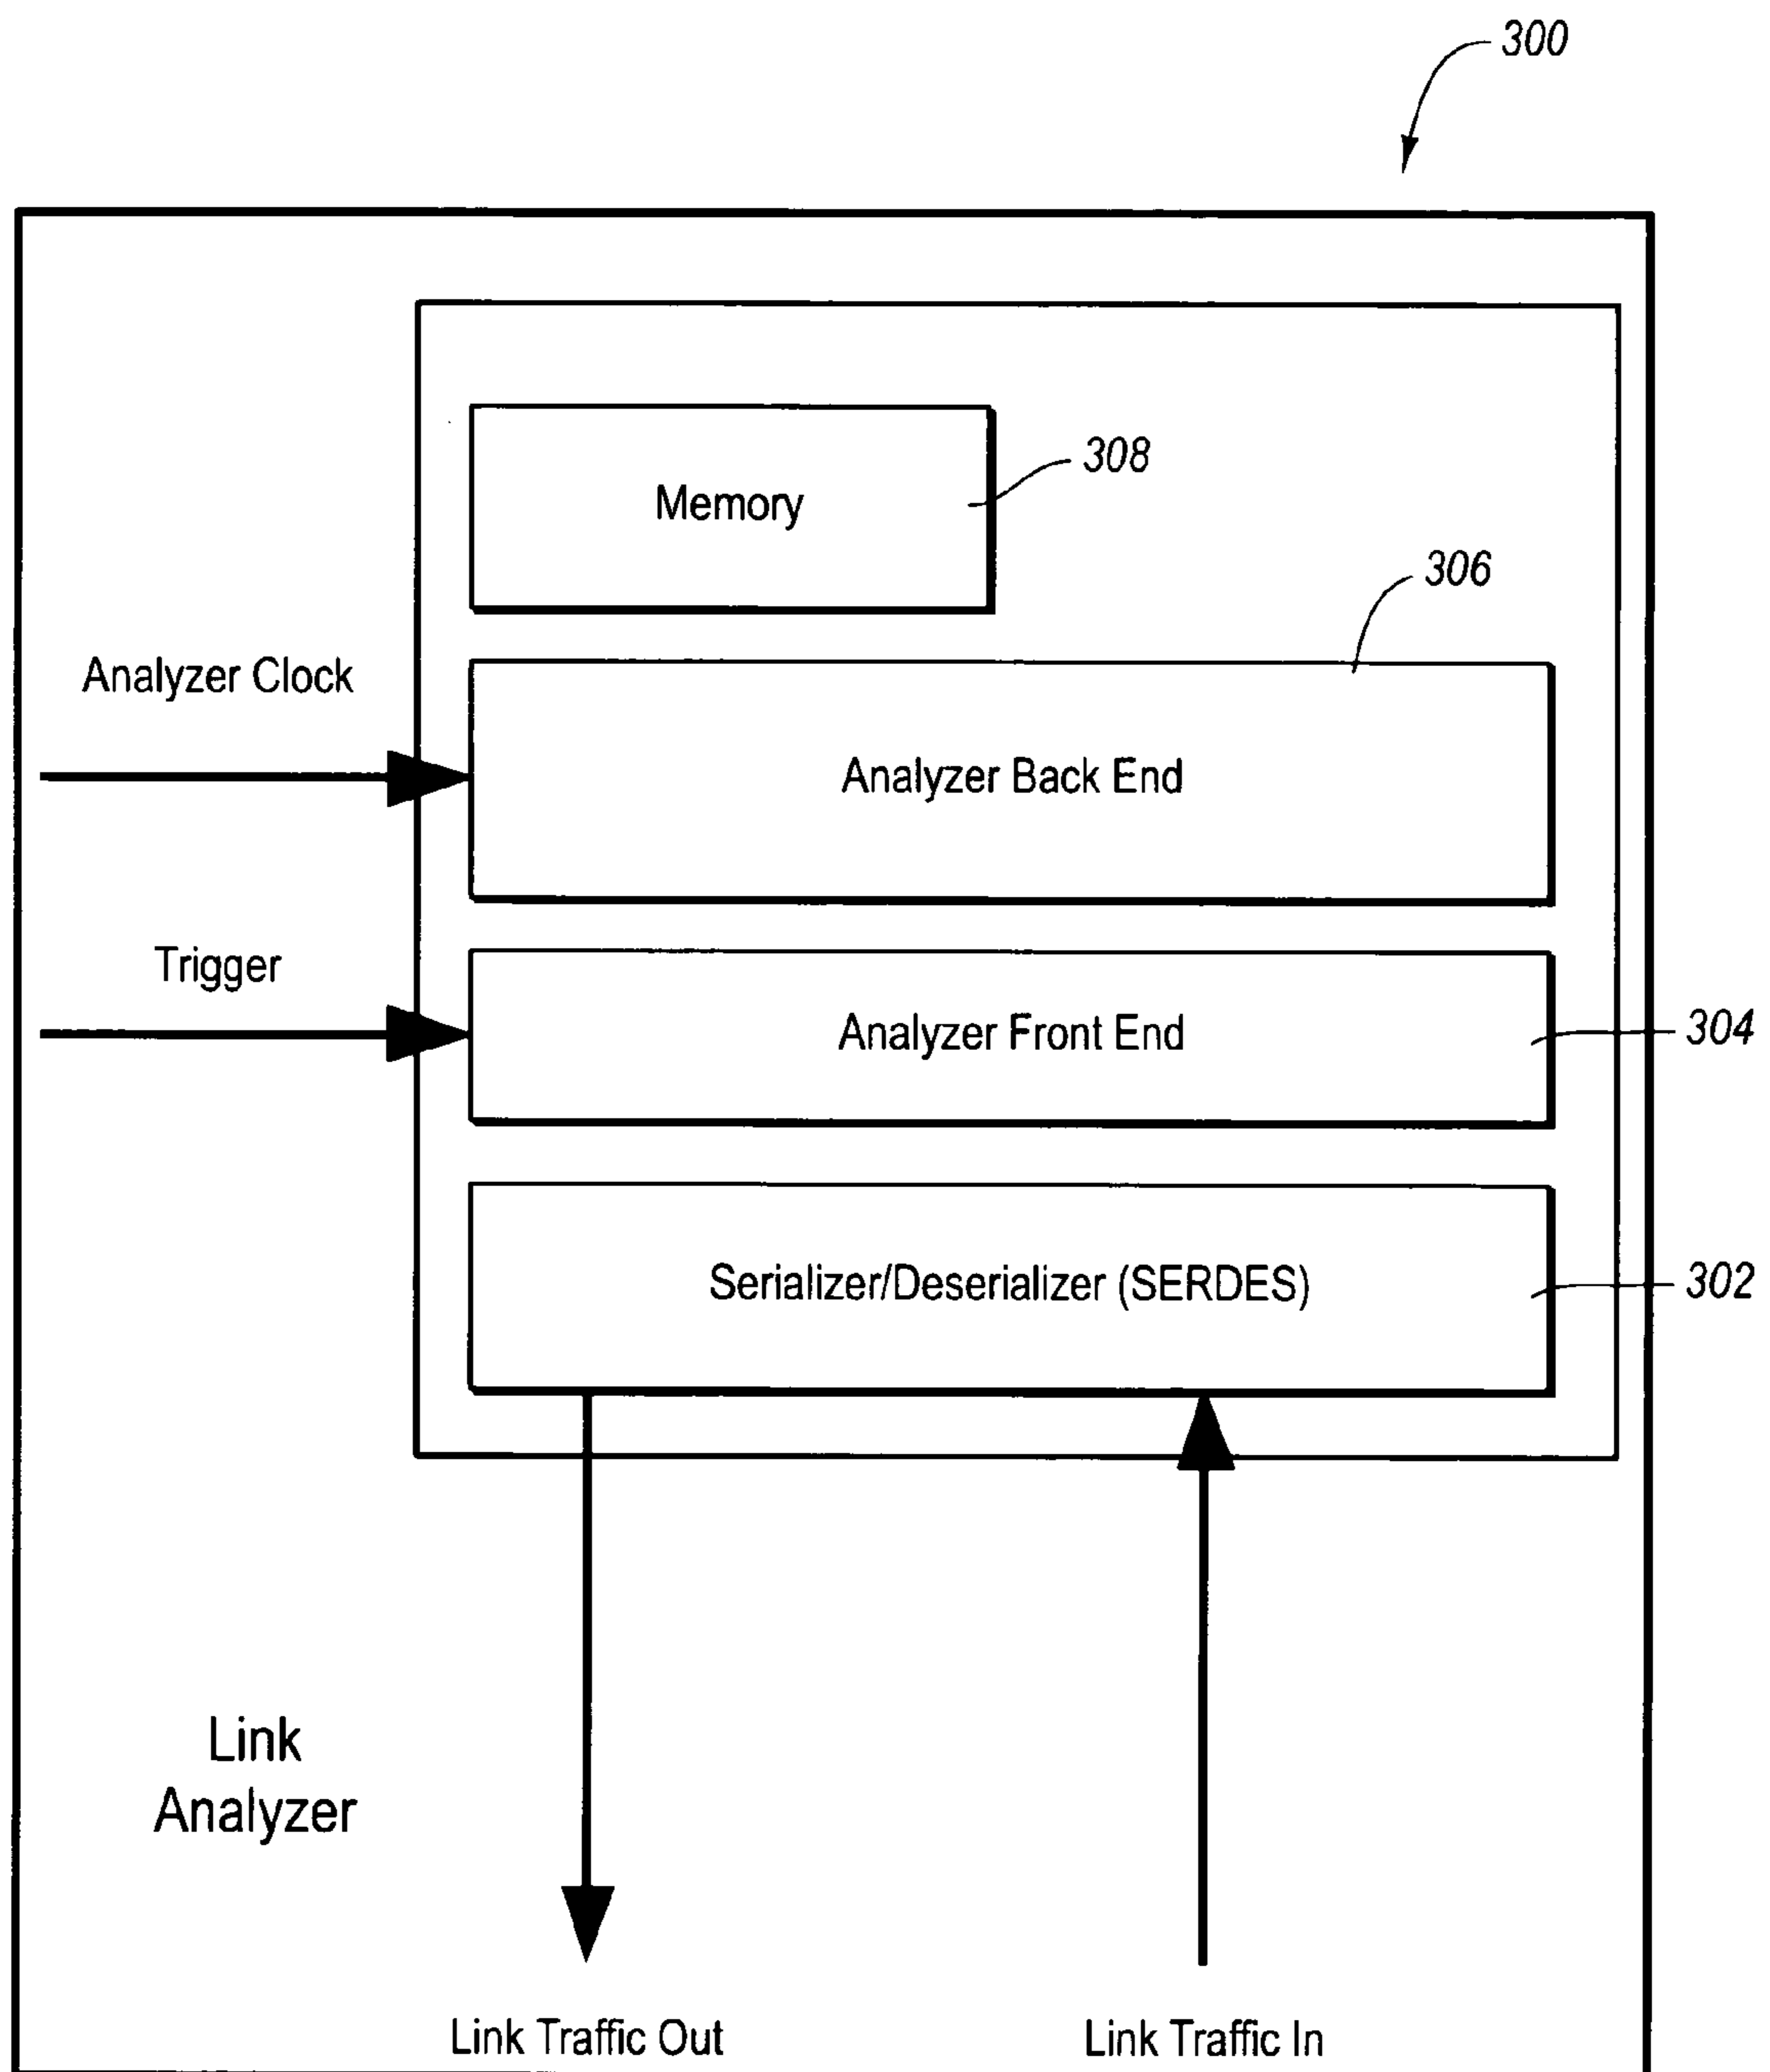 300
Memory
308
306
Analyzer Clock
Analyzer Back End
Trigger
Analyzer Front End
304
Serializer/Deserializer (SERDES)
302
Link
Analyzer
Link Traffic Out
Link Traffic In